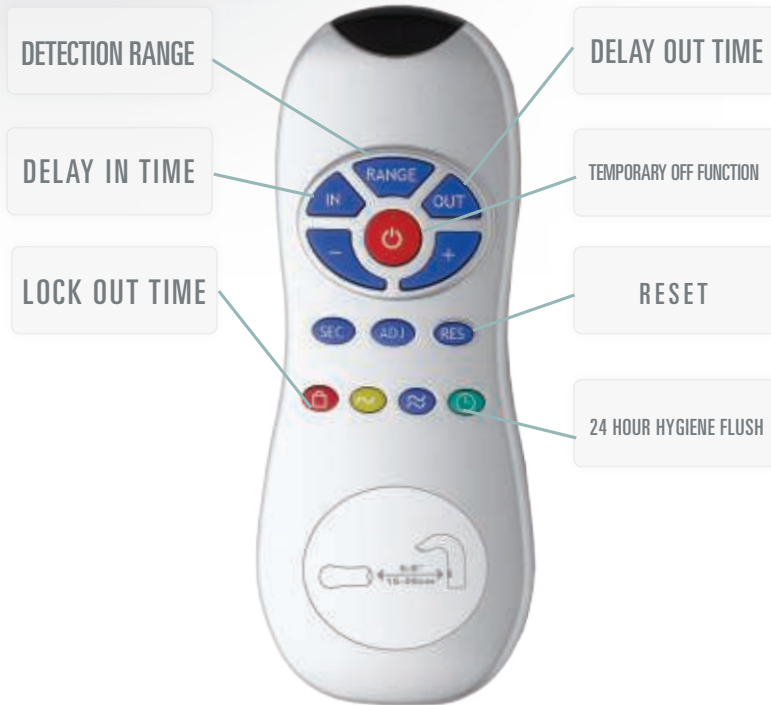 DETECTION RANGE
DELAY OUT TIME
DELAY IN TIME
TEMPORARY OFF FUNCTION
LOCK OUT TIME
RESET
24 HOUR HYGIENE FLUSH
RANGE
IN
OUT
-
+
SEC
ADJ
RES